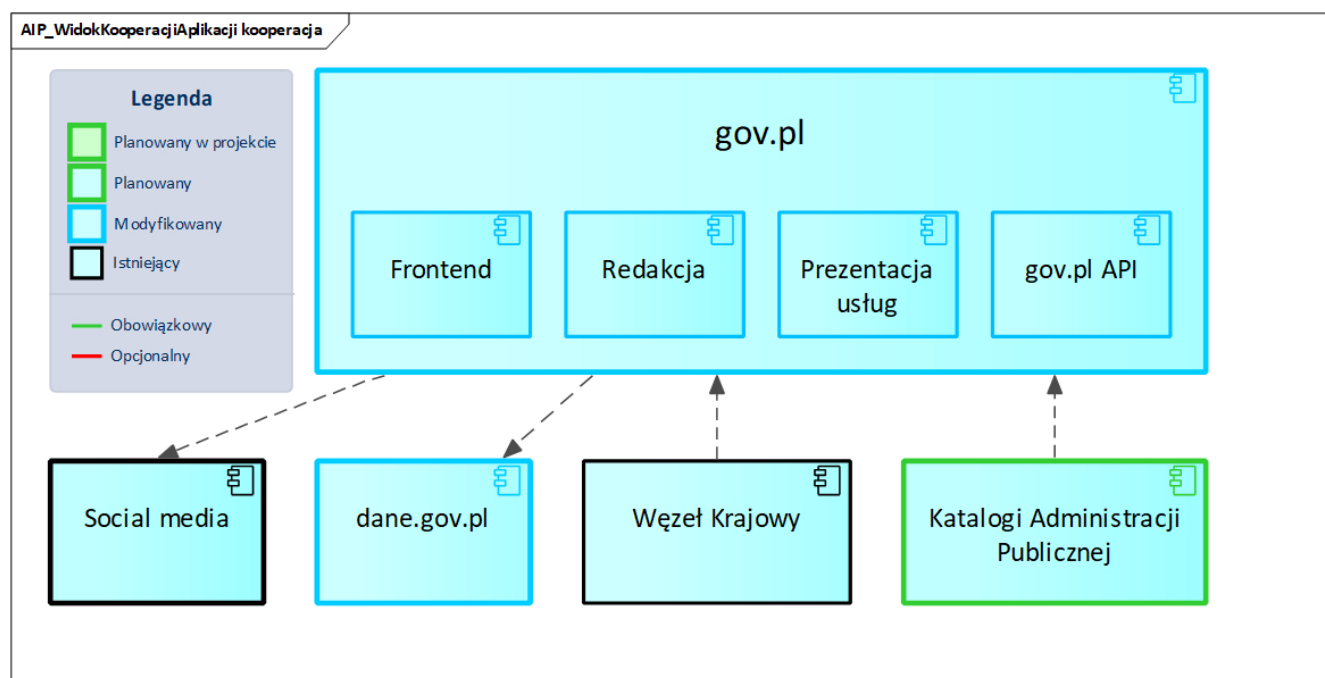 AIP_WidokKooperacjiAplikacji kooperacja
Legenda
Planowany w projekcie
Planowany
Modyfikowany
Istniejący
Obowiązkowy
Opcjonalny
gov.pl
Frontend
Redakcja
Prezentacja
usług
gov.pl API
Social media
dane.gov.pl
Węzeł Krajowy
Katalogi Administracji
Publicznej